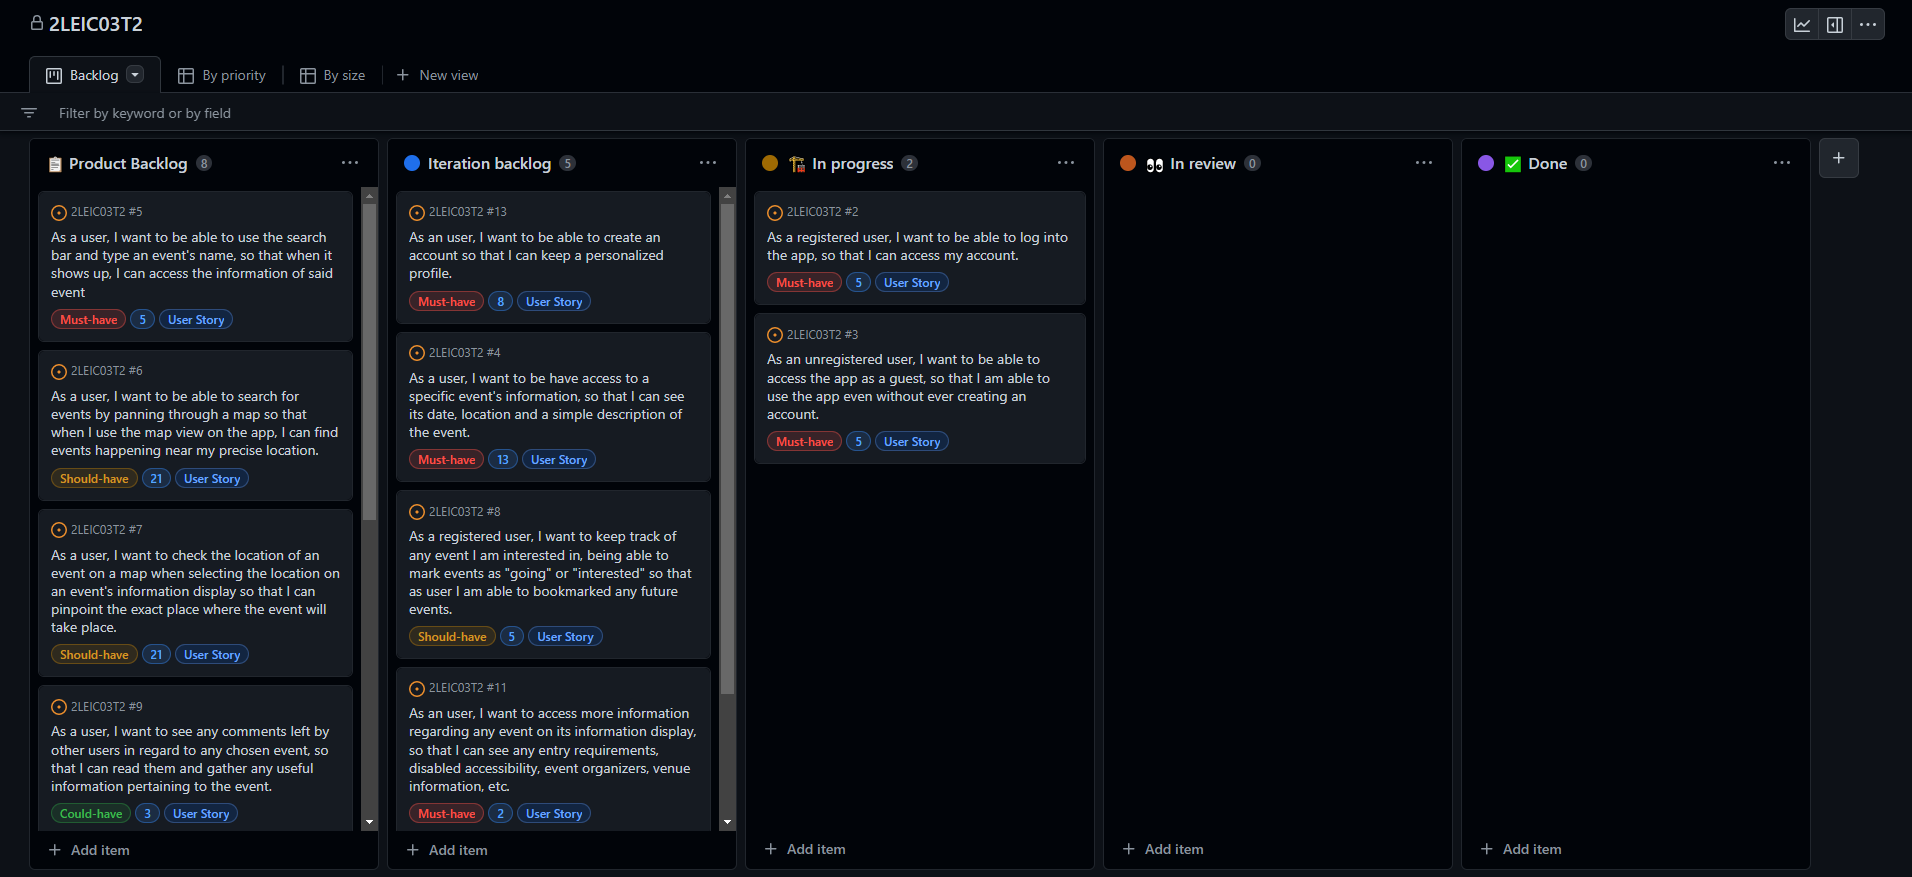 2LEIC03T2
Backlog
By priority
By size
New view
Filter by keyword or by field
Product Backlog 8
2LEIC03T2 #5
As a user, I want to be able to use the search
bar and type an event's name, so that when it
shows up, I can access the information of said
event
Must-have 5 User Story
2LEIC03T2 #6
As a user, I want to be able to search for
events by panning through a map so that
when I use the map view on the app, I can find
events happening near my precise location.
Should-have 21 User Story
2LEIC03T2 #7
As a user, I want to check the location of an
event on a map when selecting the location on
an event's information display so that I can
pinpoint the exact place where the event will
take place.
Should-have 21 User Story
2LEIC03T2 #9
As a user, I want to see any comments left by
other users in regard to any chosen event, so
that I can read them and gather any useful
information pertaining to the event.
Could-have 3 User Story
Add item
Iteration backlog 5
2LEIC03T2 #13
As an user, I want to be able to create an
account so that I can keep a personalized
profile.
Must-have 8 User Story
2LEIC03T2 #4
As a user, I want to be have access to a
specific event's information, so that I can see
its date, location and a simple description of
the event.
Must-have 13 User Story
2LEIC03T2 #8
As a registered user, I want to keep track of
any event I am interested in, being able to
mark events as "going" or "interested" so that
as user I am able to bookmarked any future
events.
Should-have 5 User Story
2LEIC03T2 #11
As an user, I want to access more information
regarding any event on its information display,
so that I can see any entry requirements,
disabled accessibility, event organizers, venue
information, etc.
Must-have 2 User Story
Add item
In progress 2
2LEIC03T2 #2
As a registered user, I want to be able to log into
the app, so that I can access my account.
Must-have 5 User Story
2LEIC03T2 #3
As an unregistered user, I want to be able to
access the app as a guest, so that I am able to
use the app even without ever creating an
account.
Must-have 5 User Story
Add item
In review 0
Add item
Done 0
Add item